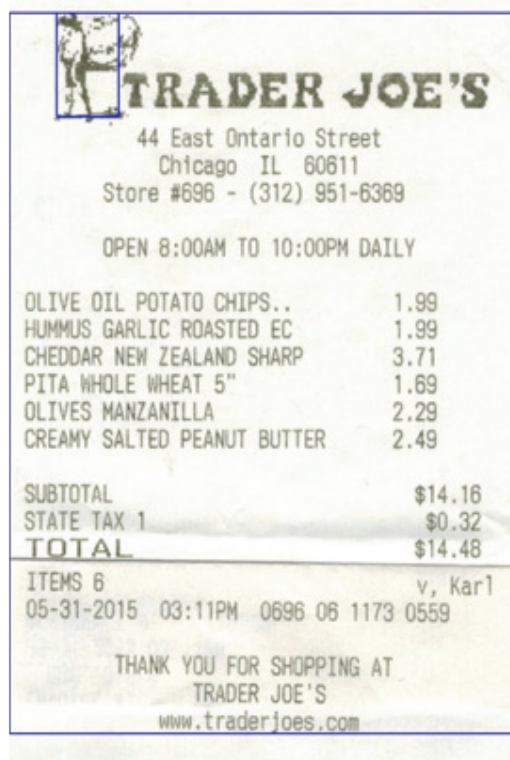 TRADER JOE'S
44 East Ontario Street
Chicago IL 60611
Store #696 - (312) 951-6369
OPEN 8:00AM TO 10:00PM DAILY
OLIVE OIL POTATO CHIPS.. 1.99
HUMMUS GARLIC ROASTED EC 1.99
CHEDDAR NEW ZEALAND SHARP 3.71
PITA WHOLE WHEAT 5" 1.69
OLIVES MANZANILLA 2.29
CREAMY SALTED PEANUT BUTTER 2.49
SUBTOTAL $14.16
STATE TAX 1 $0.32
TOTAL $14.48
ITEMS 6 v, Karl
05-31-2015 03:11PM 0696 06 1173 0559
THANK YOU FOR SHOPPING AT
TRADER JOE'S
www.traderjoes.com